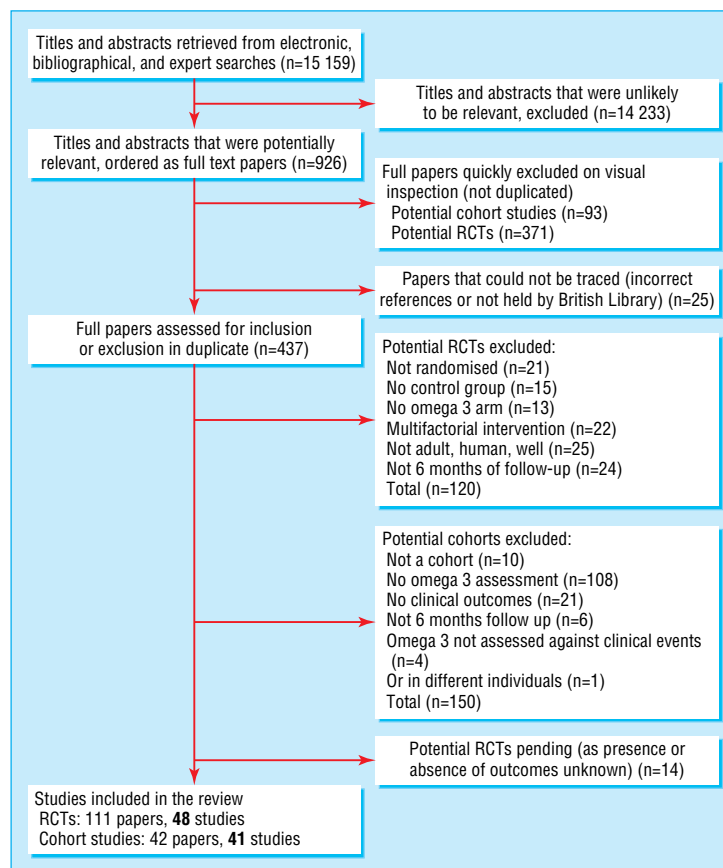 Titles and abstracts retrieved from electronic,
bibliographical, and expert searches (n=15 159)
Titles and abstracts that were unlikely
to be relevant, excluded (n=14 233)
Titles and abstracts that were potentially
relevant, ordered as full text papers (n=926)
Full papers quickly excluded on visual
inspection (not duplicated)
Potential cohort studies (n=93)
Potential RCTs (n=371)
Papers that could not be traced (incorrect
references or not held by British Library) (n=25)
Full papers assessed for inclusion
or exclusion in duplicate (n=437)
Potential RCTs excluded:
Not randomised (n=21)
No control group (n=15)
No omega 3 arm (n=13)
Multifactorial intervention (n=22)
Not adult, human, well (n=25)
Not 6 months of follow-up (n=24)
Total (n=120)
Potential cohorts excluded:
Not a cohort (n=10)
No omega 3 assessment (n=108)
No clinical outcomes (n=21)
Not 6 months follow up (n=6)
Omega 3 not assessed against clinical events
(n=4)
Or in different individuals (n=1)
Total (n=150)
Potential RCTs pending (as presence or
absence of outcomes unknown) (n=14)
Studies included in the review
RCTs: 111 papers, 48 studies
Cohort studies: 42 papers, 41 studies